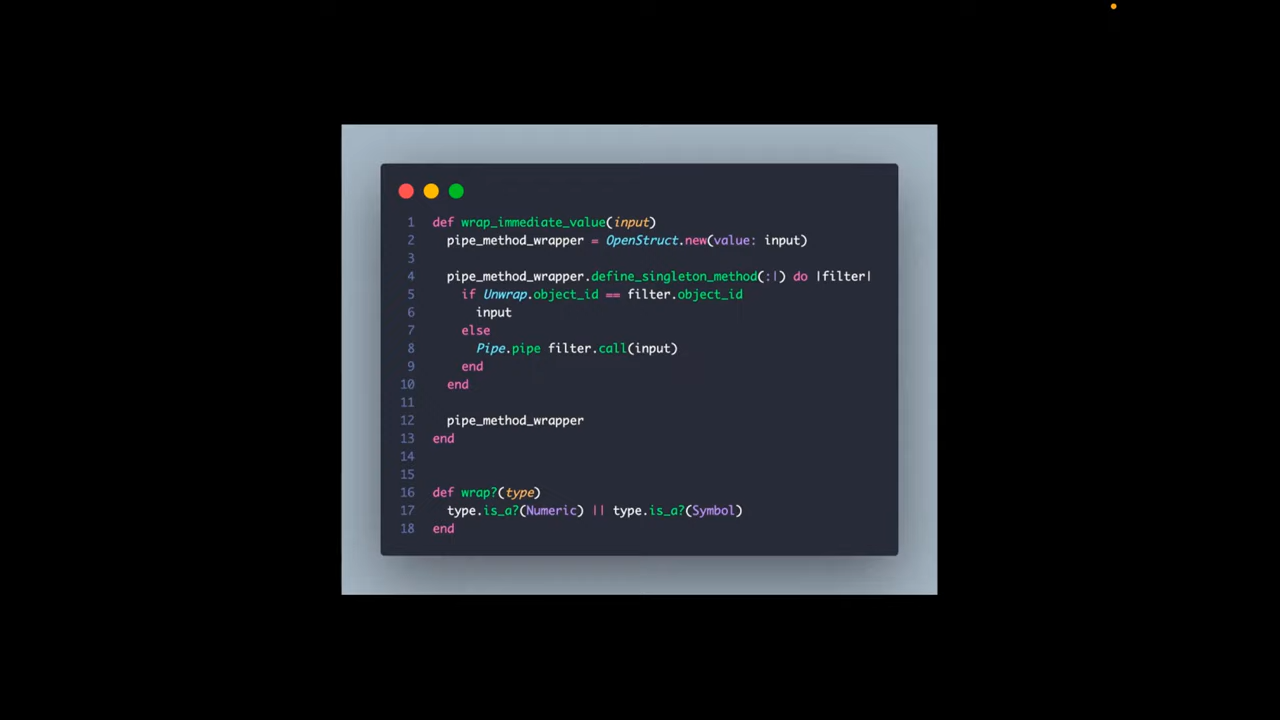 1 def wrap_immediate_value(input)
2   pipe_method_wrapper = OpenStruct.new(value: input)
3
4   pipe_method_wrapper.define_singleton_method(:|) do |filter|
5     if Unwrap.object_id == filter.object_id
6       input
7     else
8       Pipe.pipe filter.call(input)
9     end
10   end
11
12   pipe_method_wrapper
13 end
14
15
16 def wrap?(type)
17   type.is_a?(Numeric) || type.is_a?(Symbol)
18 end